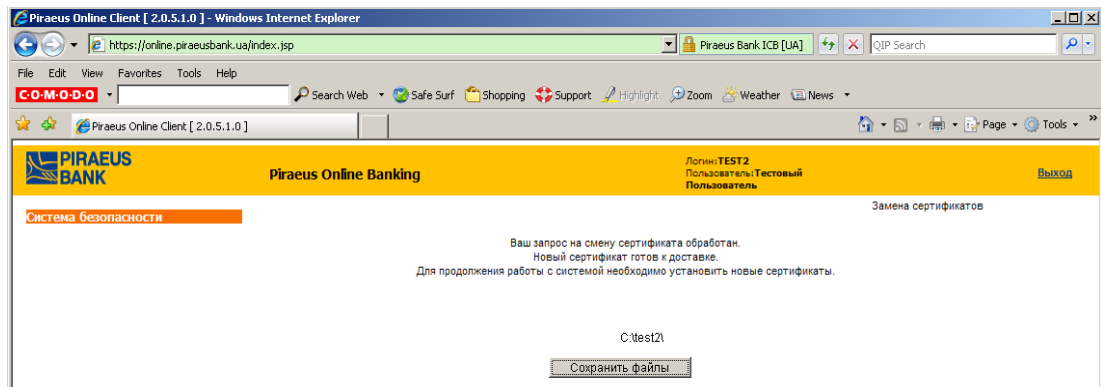 Piraeus Online Client [ 2.0.5.1.0 ] - Windows Internet Explorer
https://online.piraeusbank.ua/index.jsp
Piraeus Bank ICB [UA]
QIP Search
File Edit View Favorites Tools Help
C·O·M·O·D·O Search Web Safe Surf Shopping Support Highlight Zoom Weather News
Piraeus Online Client [ 2.0.5.1.0 ]
Page Tools »
PIRAEUS
BANK
Piraeus Online Banking
Логин:TEST2
Пользователь:Тестовый
Пользователь
Выход
Система безопасности
Замена сертификатов
Ваш запрос на смену сертификата обработан.
Новый сертификат готов к доставке.
Для продолжения работы с системой необходимо установить новые сертификаты.
C:\test2\
Сохранить файлы